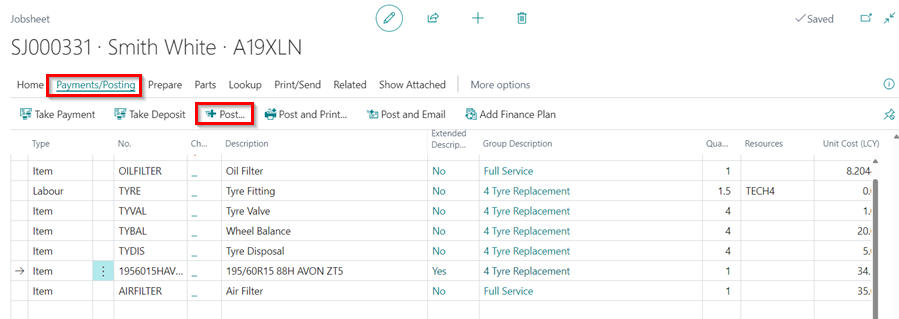 Jobsheet
Saved
SJ000331 · Smith White · A19XLN
Home Payments/Posting Prepare Parts Lookup Print/Send Related Show Attached More options
Take Payment Take Deposit Post... Post and Print... Post and Email Add Finance Plan
Type No. Ch... Description Extended Descrip... Group Description Qua... Resources Unit Cost (LCY)
Item OILFILTER _ Oil Filter No Full Service 1 8.204
Labour TYRE _ Tyre Fitting No 4 Tyre Replacement 1.5 TECH4 0.
Item TYVAL _ Tyre Valve No 4 Tyre Replacement 4 1.
Item TYBAL _ Wheel Balance No 4 Tyre Replacement 4 20.
Item TYDIS _ Tyre Disposal No 4 Tyre Replacement 4 5.
Item 1956015HAV... _ 195/60R15 88H AVON ZT5 Yes 4 Tyre Replacement 1 34.
Item AIRFILTER _ Air Filter No Full Service 1 35.